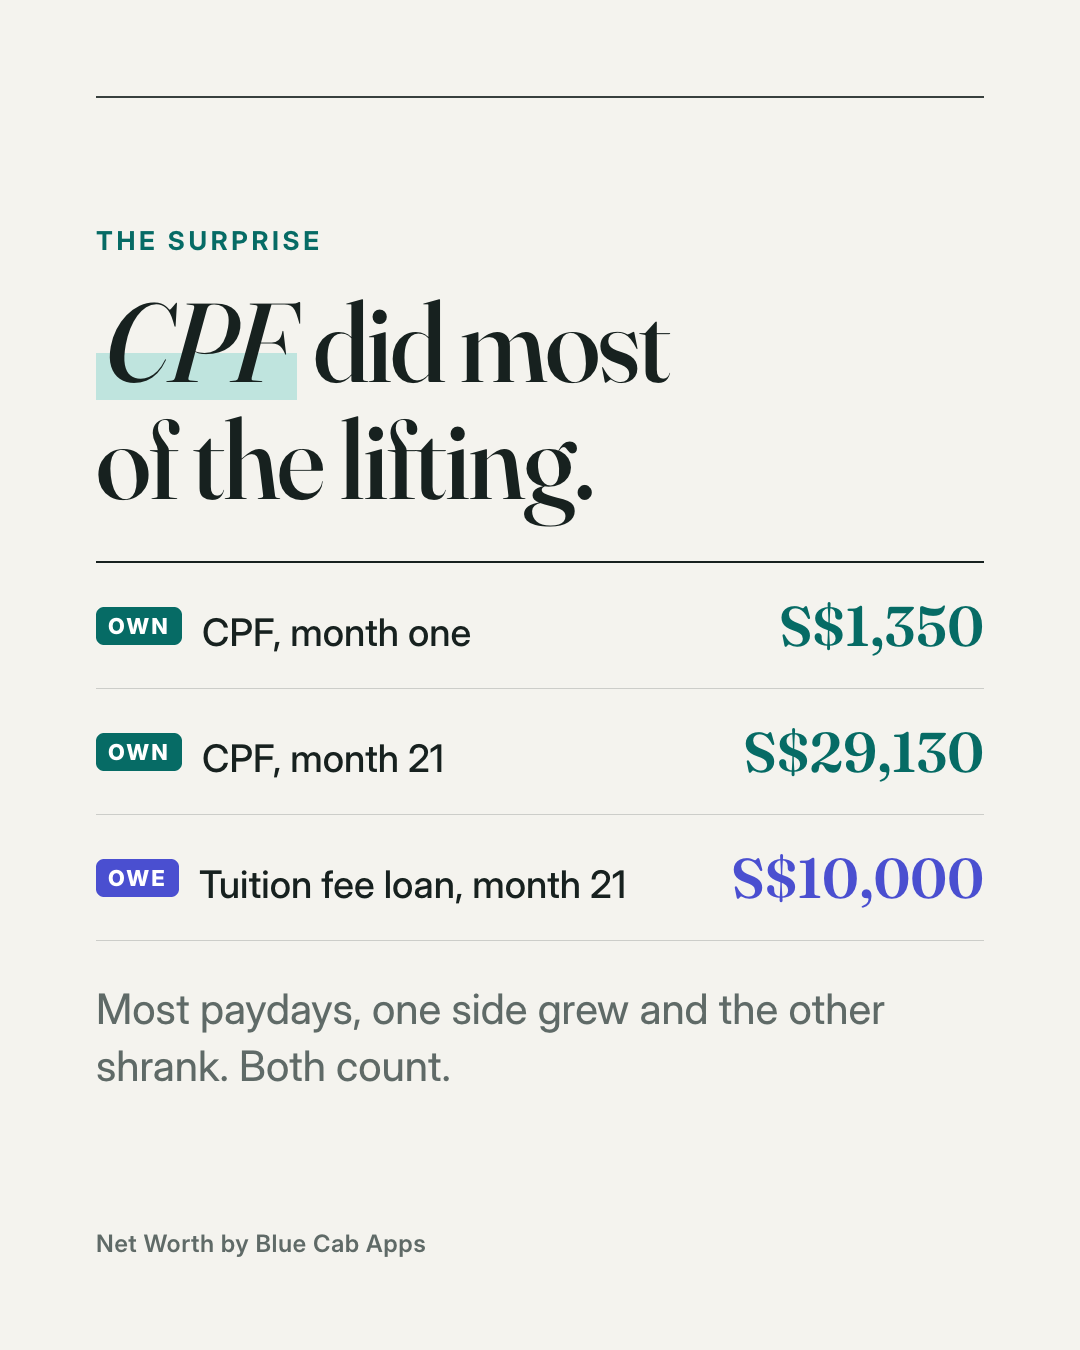 THE SURPRISE
CPF did most
of the lifting.
OWN CPF, month one S$1,350
OWN CPF, month 21 S$29,130
OWE Tuition fee loan, month 21 S$10,000
Most paydays, one side grew and the other
shrank. Both count.
Net Worth by Blue Cab Apps